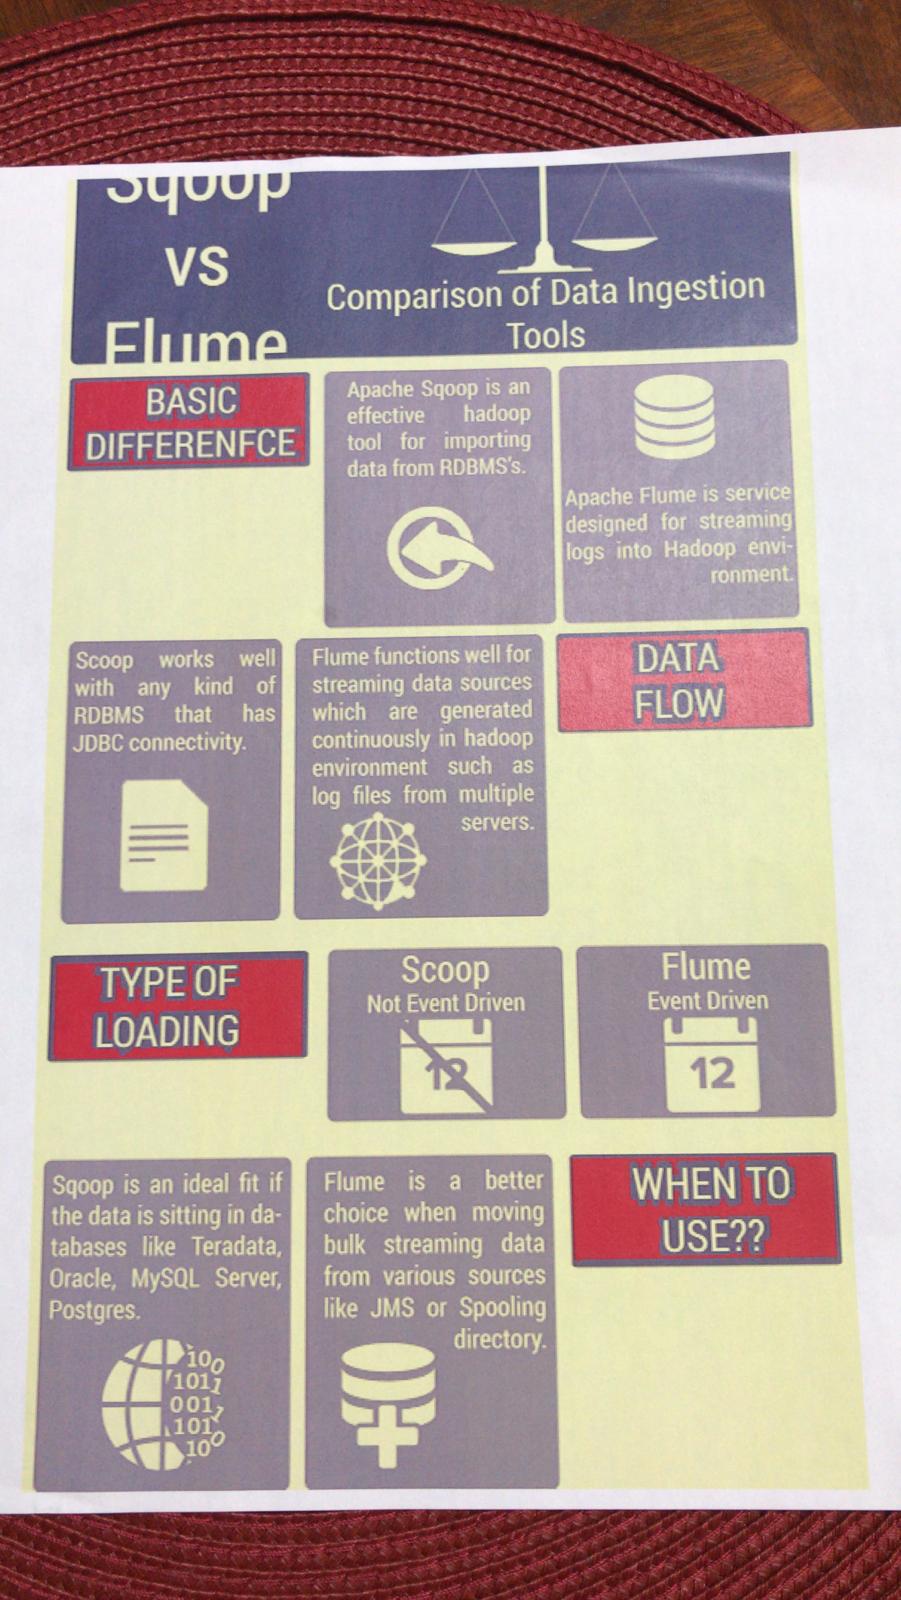 Sqoop
vs
Flume
Comparison of Data Ingestion
Tools
BASIC
DIFFERENFCE
Apache Sqoop is an
effective hadoop
tool for importing
data from RDBMS's.
Apache Flume is service
designed for streaming
logs into Hadoop envi-
ronment.
Scoop works well
with any kind of
RDBMS that has
JDBC connectivity.
Flume functions well for
streaming data sources
which are generated
continuously in hadoop
environment such as
log files from multiple
servers.
DATA
FLOW
TYPE OF
LOADING
Scoop
Not Event Driven
12
Flume
Event Driven
12
Sqoop is an ideal fit if
the data is sitting in da-
tabases like Teradata,
Oracle, MySQL Server,
Postgres.
100
1011
001
101
100
Flume is a better
choice when moving
bulk streaming data
from various sources
like JMS or Spooling
directory.
WHEN TO
USE??